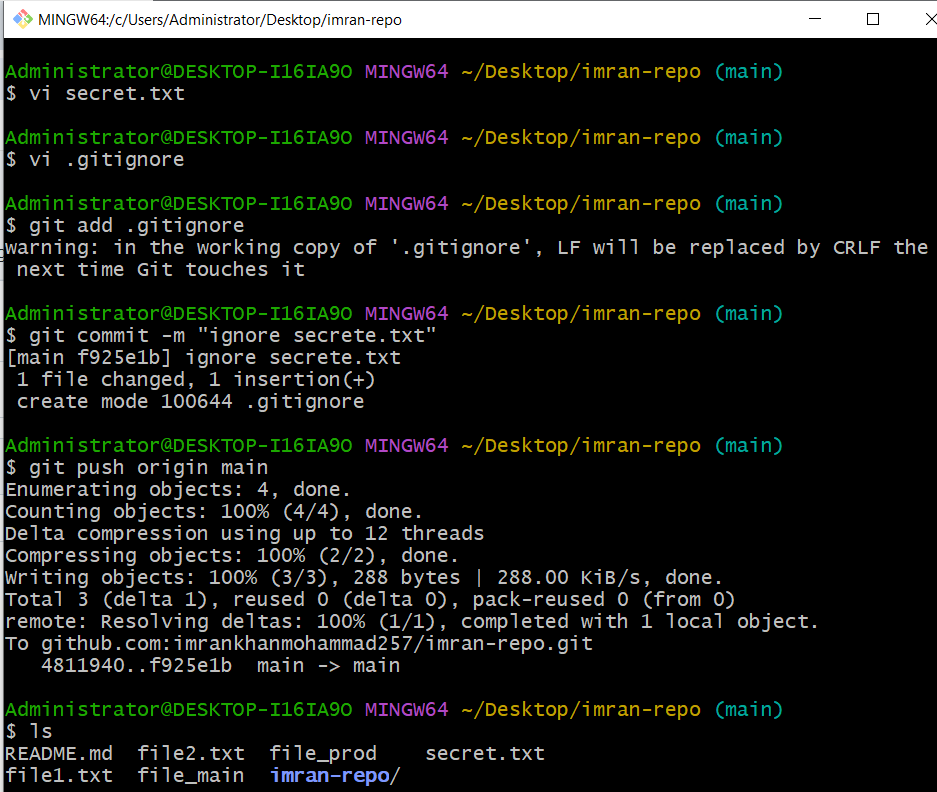 MINGW64:/c/Users/Administrator/Desktop/imran-repo
Administrator@DESKTOP-I16IA9O MINGW64 ~/Desktop/imran-repo (main)
$ vi secret.txt
Administrator@DESKTOP-I16IA9O MINGW64 ~/Desktop/imran-repo (main)
$ vi .gitignore
Administrator@DESKTOP-I16IA9O MINGW64 ~/Desktop/imran-repo (main)
$ git add .gitignore
warning: in the working copy of '.gitignore', LF will be replaced by CRLF the
 next time Git touches it
Administrator@DESKTOP-I16IA9O MINGW64 ~/Desktop/imran-repo (main)
$ git commit -m "ignore secrete.txt"
[main f925e1b] ignore secrete.txt
 1 file changed, 1 insertion(+)
 create mode 100644 .gitignore
Administrator@DESKTOP-I16IA9O MINGW64 ~/Desktop/imran-repo (main)
$ git push origin main
Enumerating objects: 4, done.
Counting objects: 100% (4/4), done.
Delta compression using up to 12 threads
Compressing objects: 100% (2/2), done.
Writing objects: 100% (3/3), 288 bytes | 288.00 KiB/s, done.
Total 3 (delta 1), reused 0 (delta 0), pack-reused 0 (from 0)
remote: Resolving deltas: 100% (1/1), completed with 1 local object.
To github.com:imrankhanmohammad257/imran-repo.git
   4811940..f925e1b  main -> main
Administrator@DESKTOP-I16IA9O MINGW64 ~/Desktop/imran-repo (main)
$ ls
README.md  file2.txt  file_prod    secret.txt
file1.txt  file_main  imran-repo/